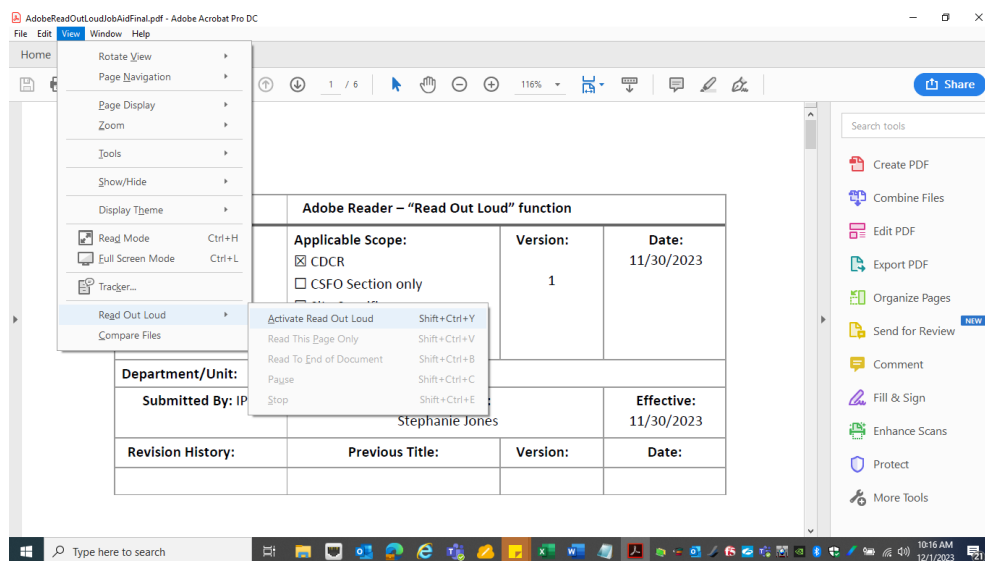 AdobeReadOutLoudJobAidFinal.pdf - Adobe Acrobat Pro DC
File Edit View Window Help
Home
Rotate View
Page Navigation
Page Display
Zoom
Tools
Show/Hide
Display Theme
Read Mode Ctrl+H
Full Screen Mode Ctrl+L
Tracker...
Read Out Loud
Compare Files
Activate Read Out Loud Shift+Ctrl+Y
Read This Page Only Shift+Ctrl+V
Read To End of Document Shift+Ctrl+B
Pause Shift+Ctrl+C
Stop Shift+Ctrl+E
1 / 6
116%
Share
Adobe Reader – “Read Out Loud” function
Applicable Scope:
☒ CDCR
☐ CSFO Section only
Version:
1
Date:
11/30/2023
Department/Unit:
Submitted By: IP
Stephanie Jones
Effective:
11/30/2023
Revision History: Previous Title: Version: Date:
Search tools
Create PDF
Combine Files
Edit PDF
Export PDF
Organize Pages
Send for Review NEW
Comment
Fill & Sign
Enhance Scans
Protect
More Tools
Type here to search
10:16 AM
12/1/2023
21